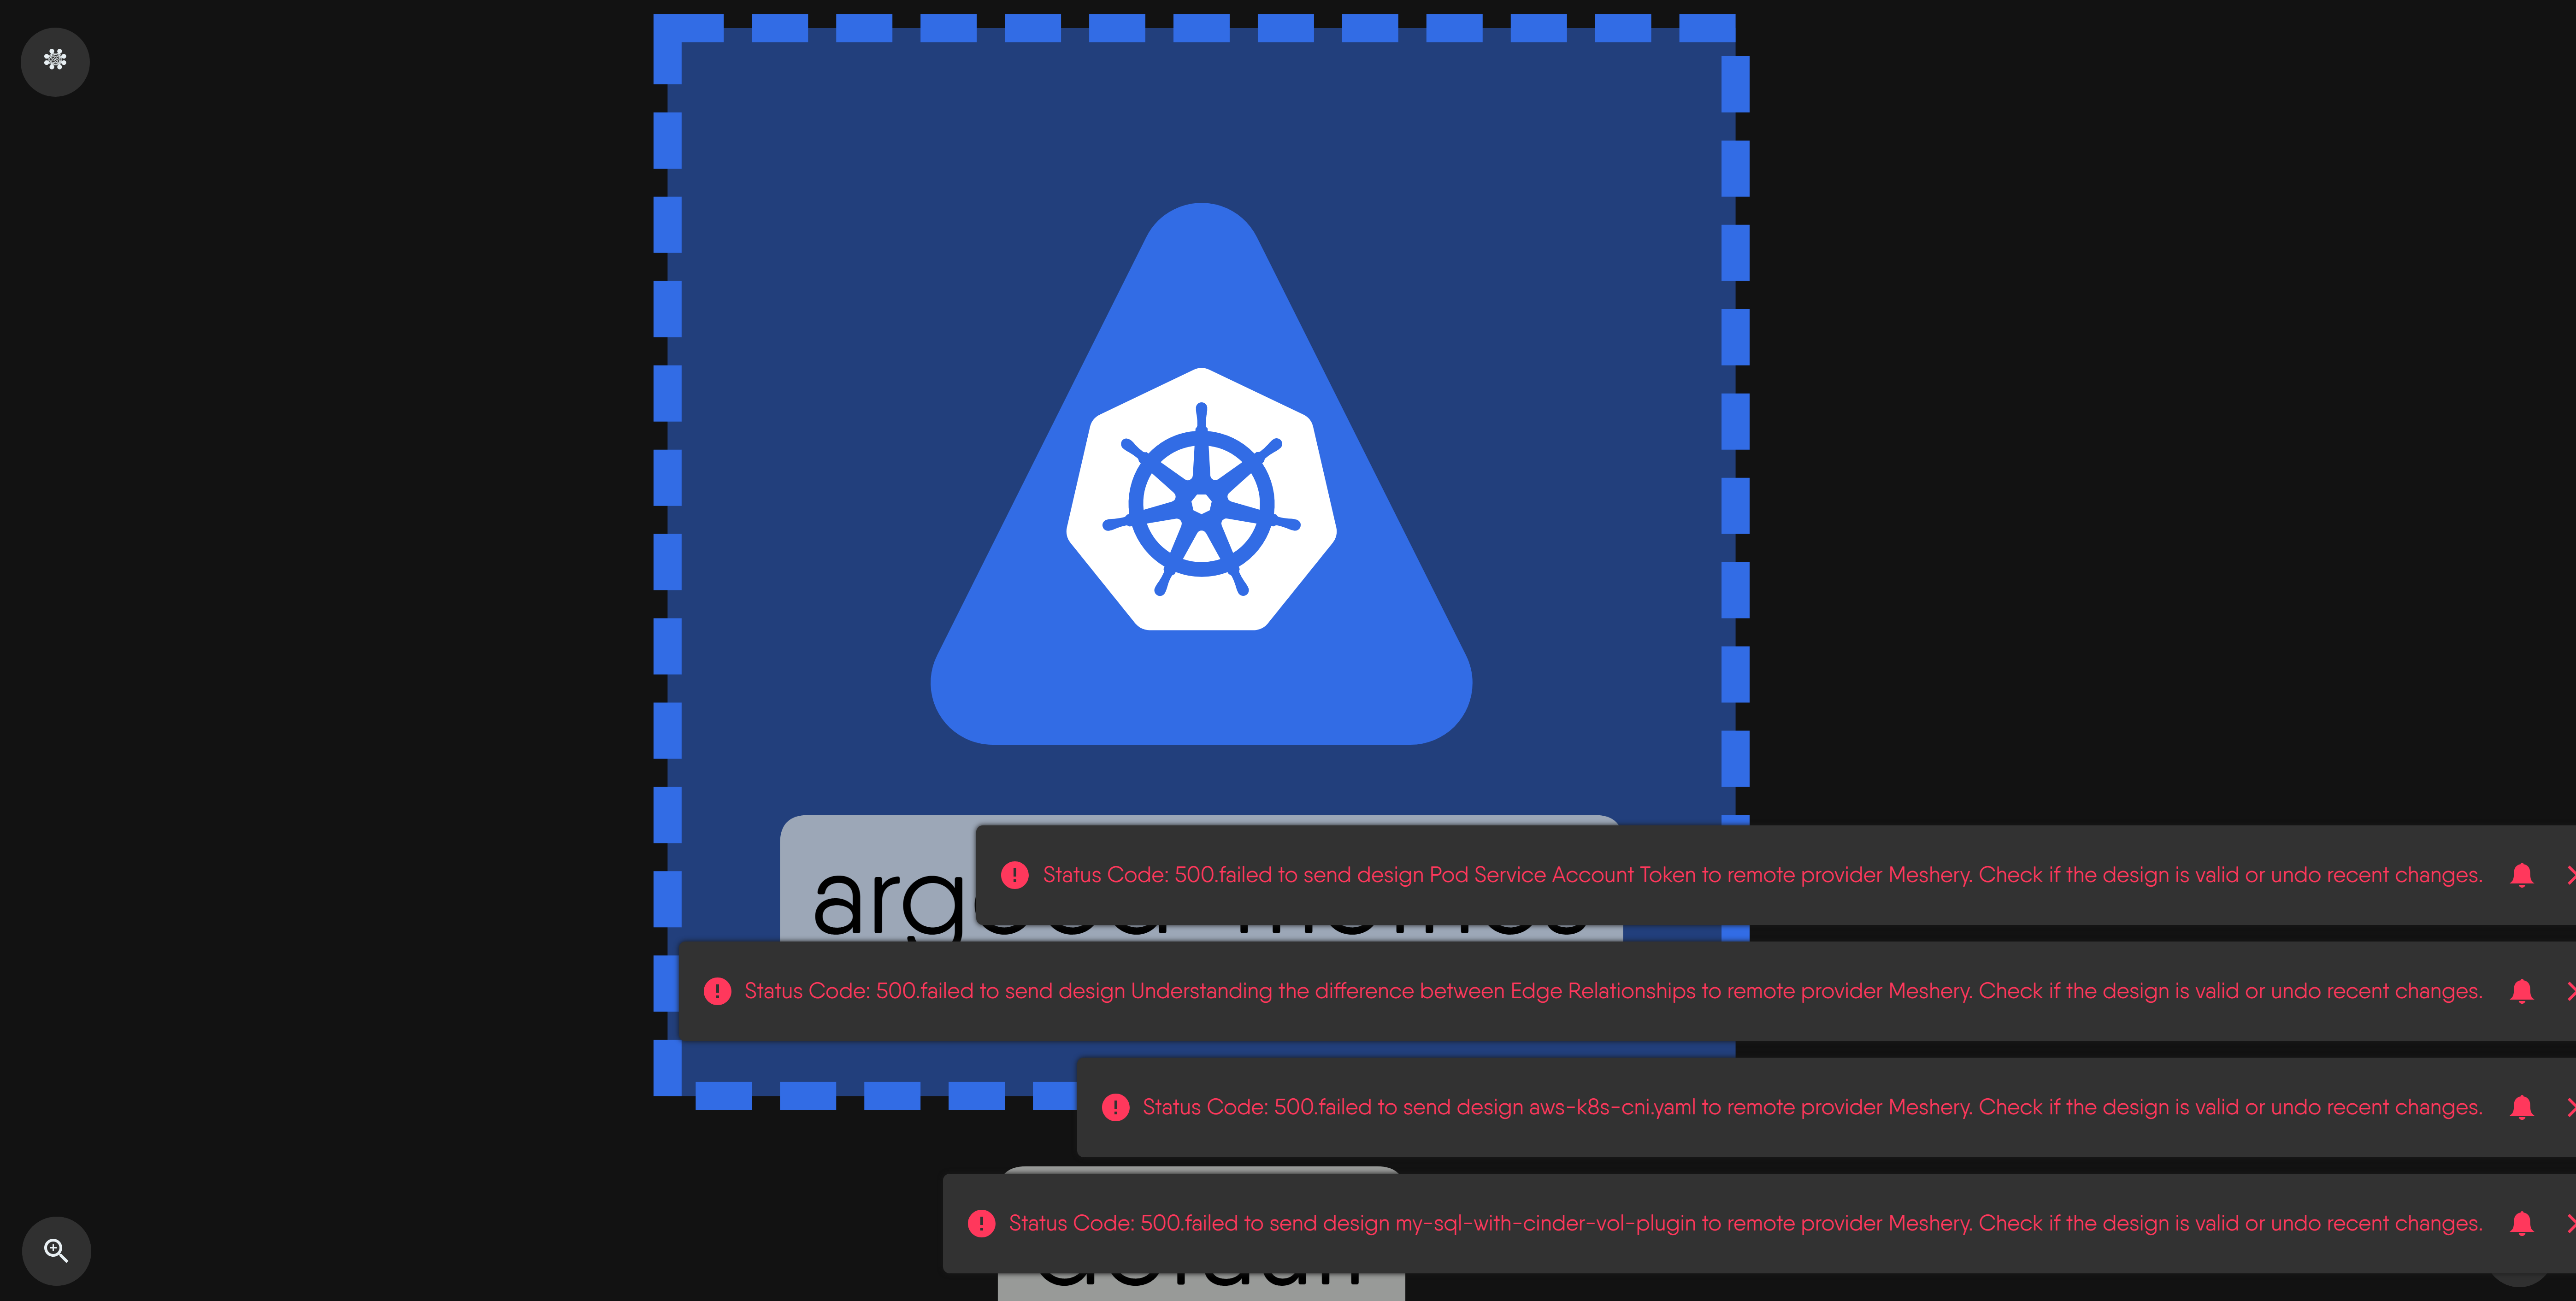 Status Code: 500.failed to send design Pod Service Account Token to remote provider Meshery. Check if the design is valid or undo recent changes.
Status Code: 500.failed to send design Understanding the difference between Edge Relationships to remote provider Meshery. Check if the design is valid or undo recent changes.
Status Code: 500.failed to send design aws-k8s-cni.yaml to remote provider Meshery. Check if the design is valid or undo recent changes.
Status Code: 500.failed to send design my-sql-with-cinder-vol-plugin to remote provider Meshery. Check if the design is valid or undo recent changes.